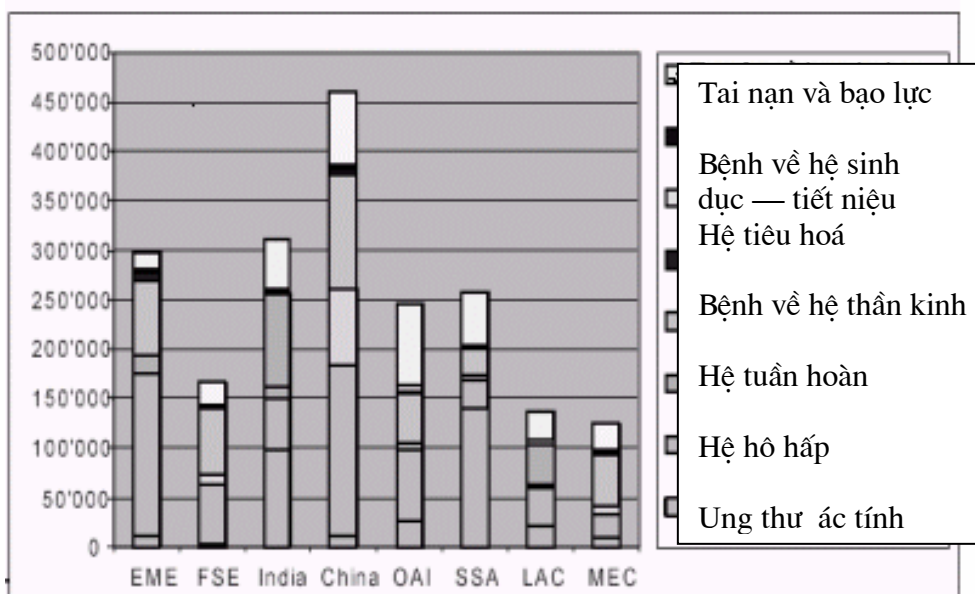 500'000
450'000
400'000
350'000
300'000
250'000
200'000
150'000
100'000
50'000
0
EME FSE India China OAI SSA LAC MEC
Tai nạn và bạo lực
Bệnh về hệ sinh
dục — tiết niệu
Hệ tiêu hoá
Bệnh về hệ thần kinh
Hệ tuần hoàn
Hệ hô hấp
Ung thư ác tính